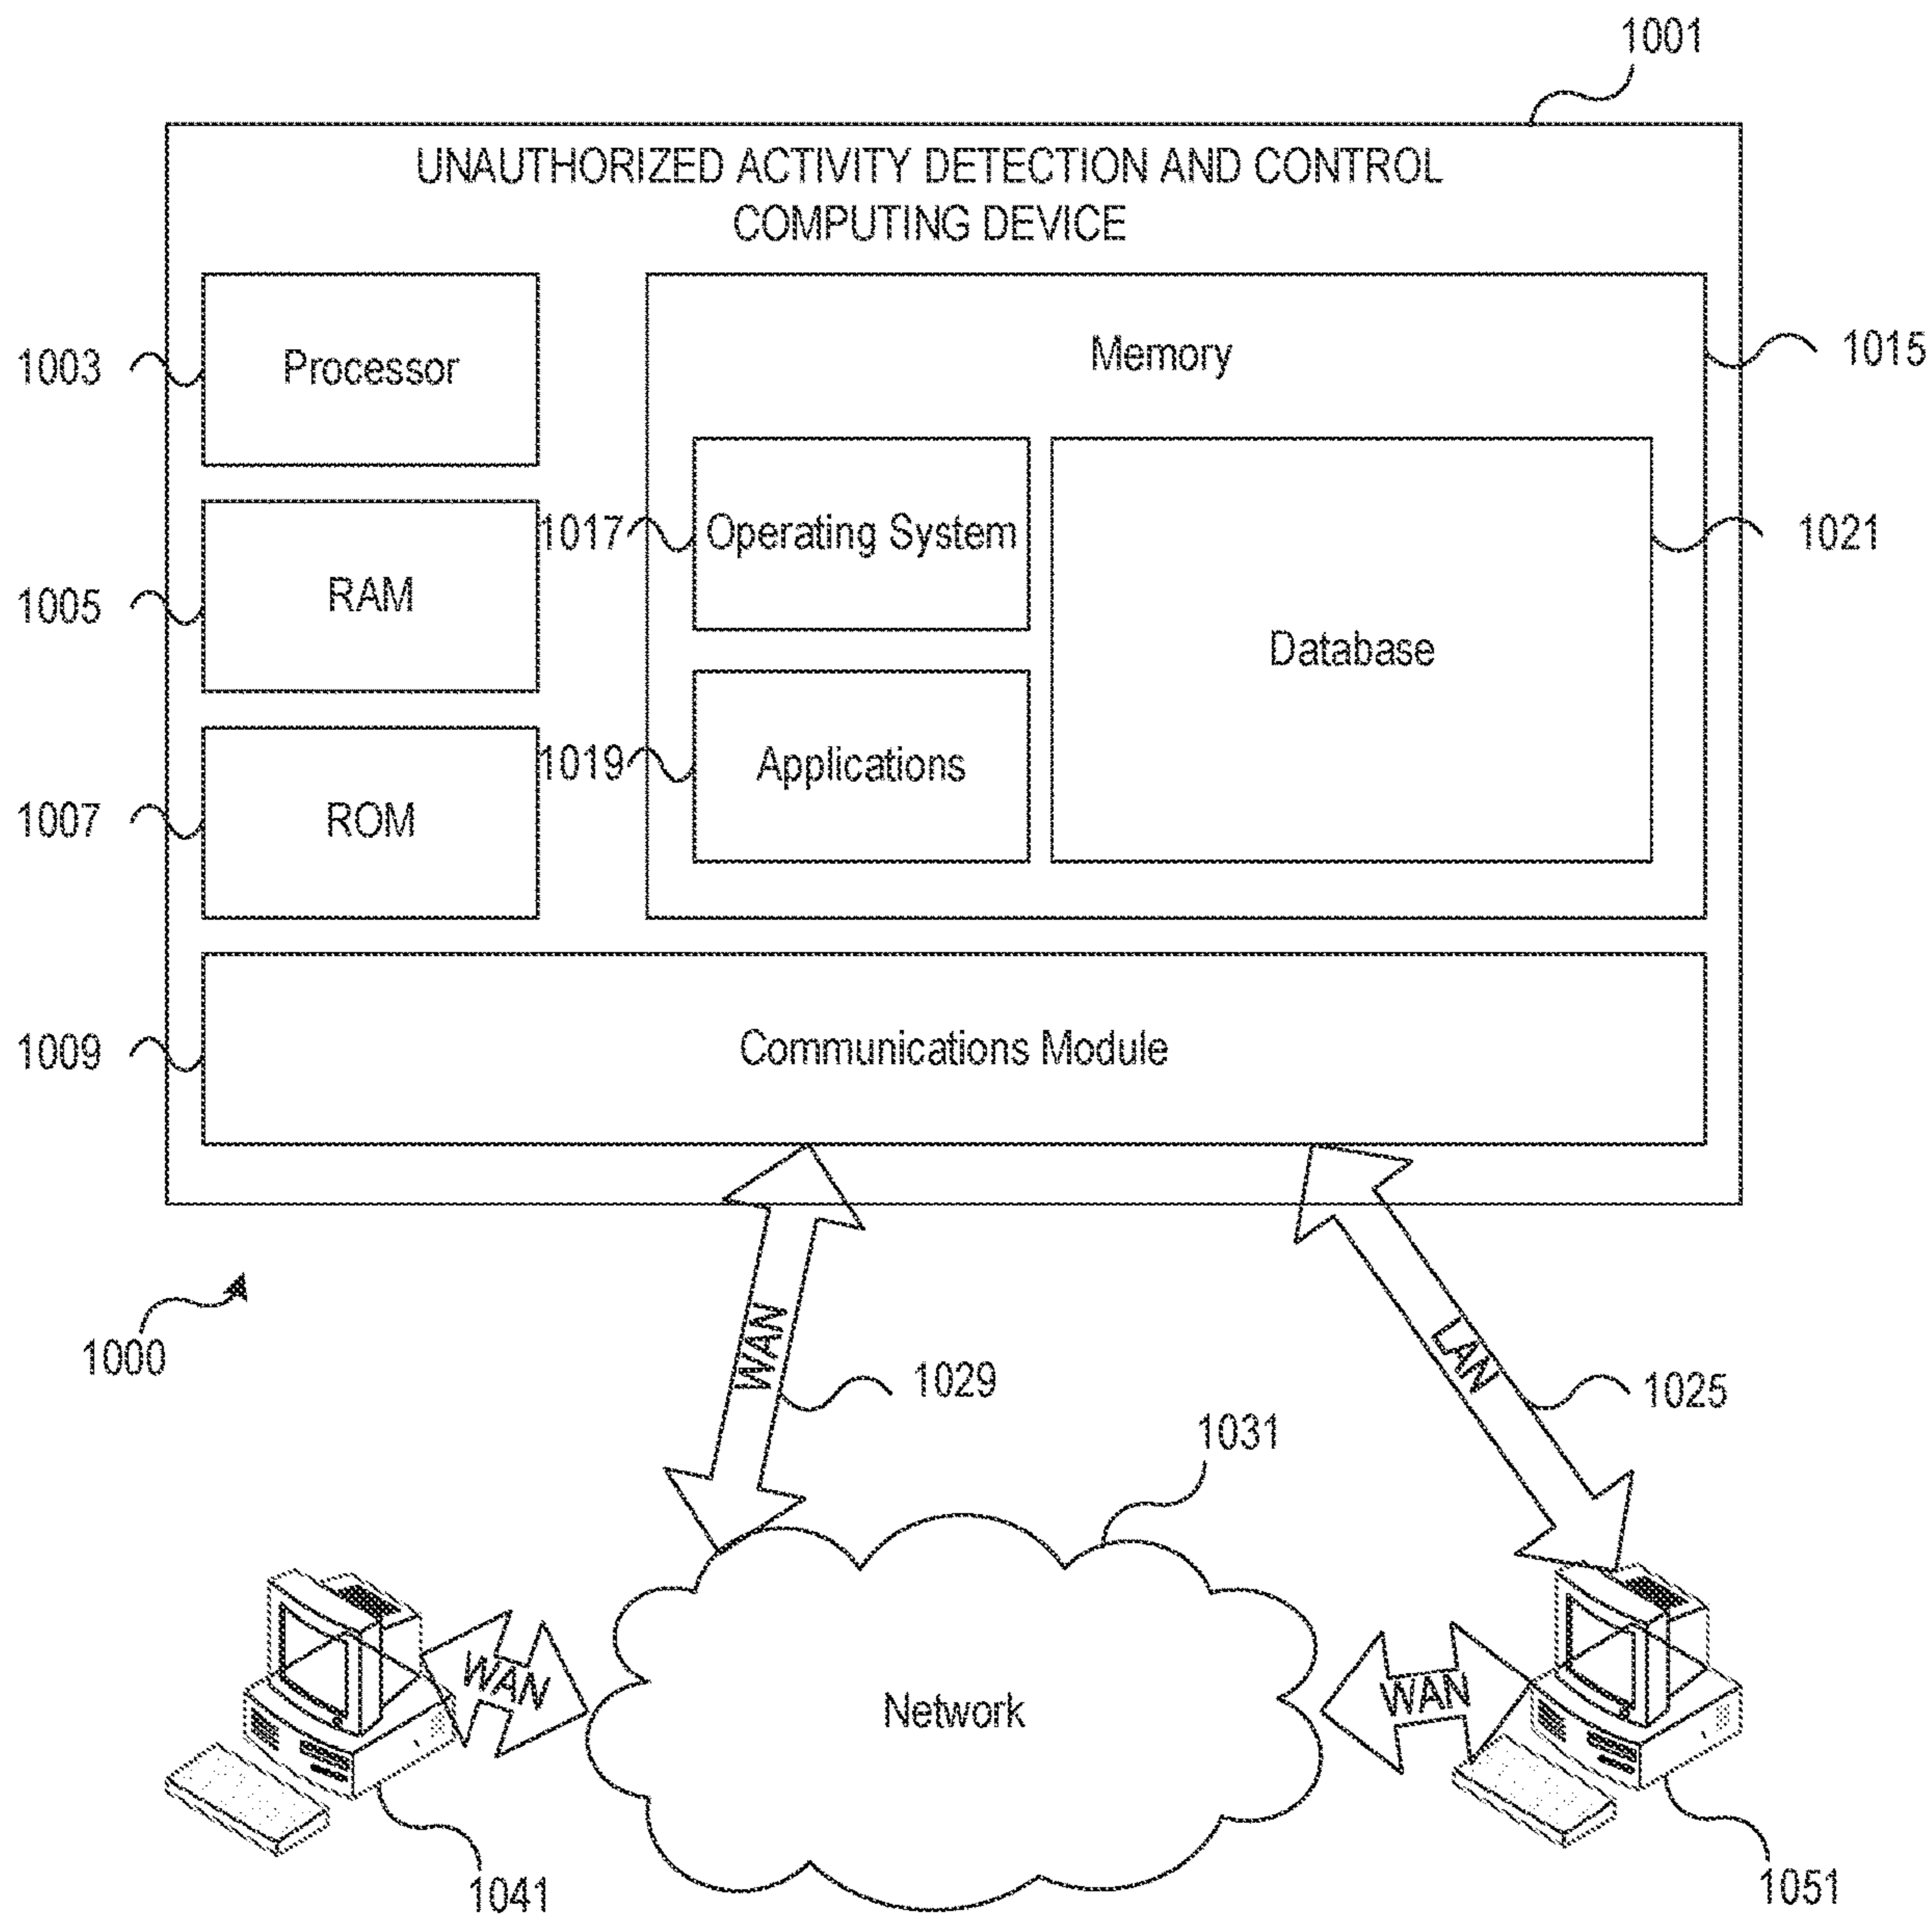 1001
UNAUTHORIZED ACTIVITY DETECTION AND CONTROL
COMPUTING DEVICE
1003
Processor
Memory
1015
1017
Operating System
1021
1005
RAM
Database
1019
Applications
1007
ROM
1009
Communications Module
1000
WAN
1029
LAN
1025
1031
WAN
Network
WAN
1041
1051